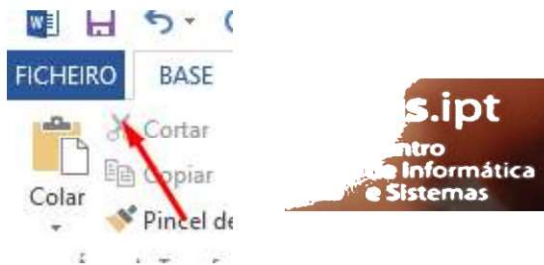 FICHEIRO BASE
Cortar
Copiar
Colar
Pincel de
s.ipt
ntro
e Informática
e Sistemas